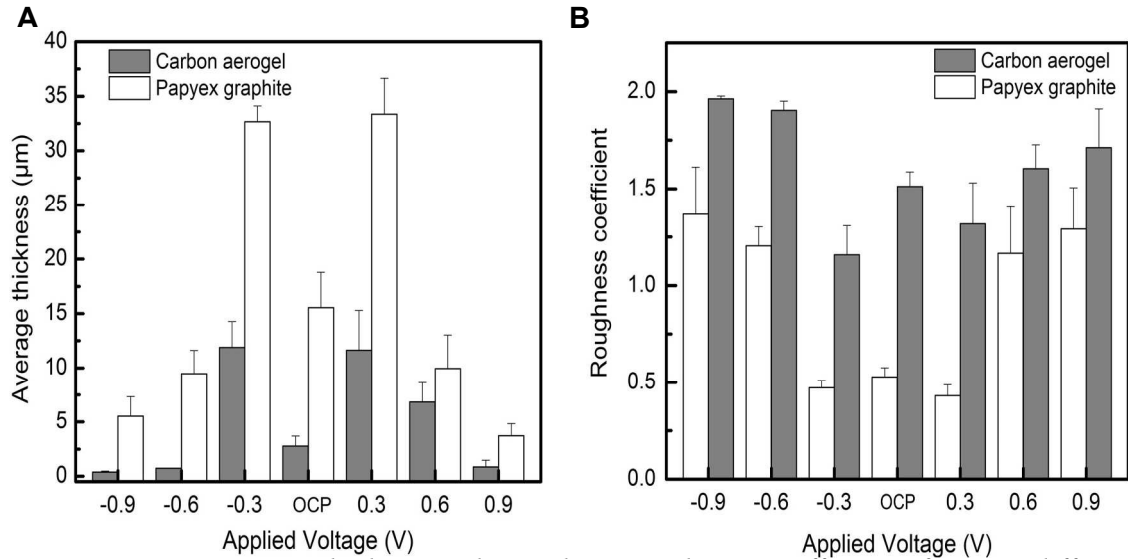 A
Carbon aerogel
Papyex graphite
Average thickness (µm)
40
35
30
25
20
15
10
5
0
-0.9 -0.6 -0.3 OCP 0.3 0.6 0.9
Applied Voltage (V)
B
Carbon aerogel
Papyex graphite
Roughness coefficient
2.0
1.5
1.0
0.5
0.0
-0.9 -0.6 -0.3 OCP 0.3 0.6 0.9
Applied Voltage (V)